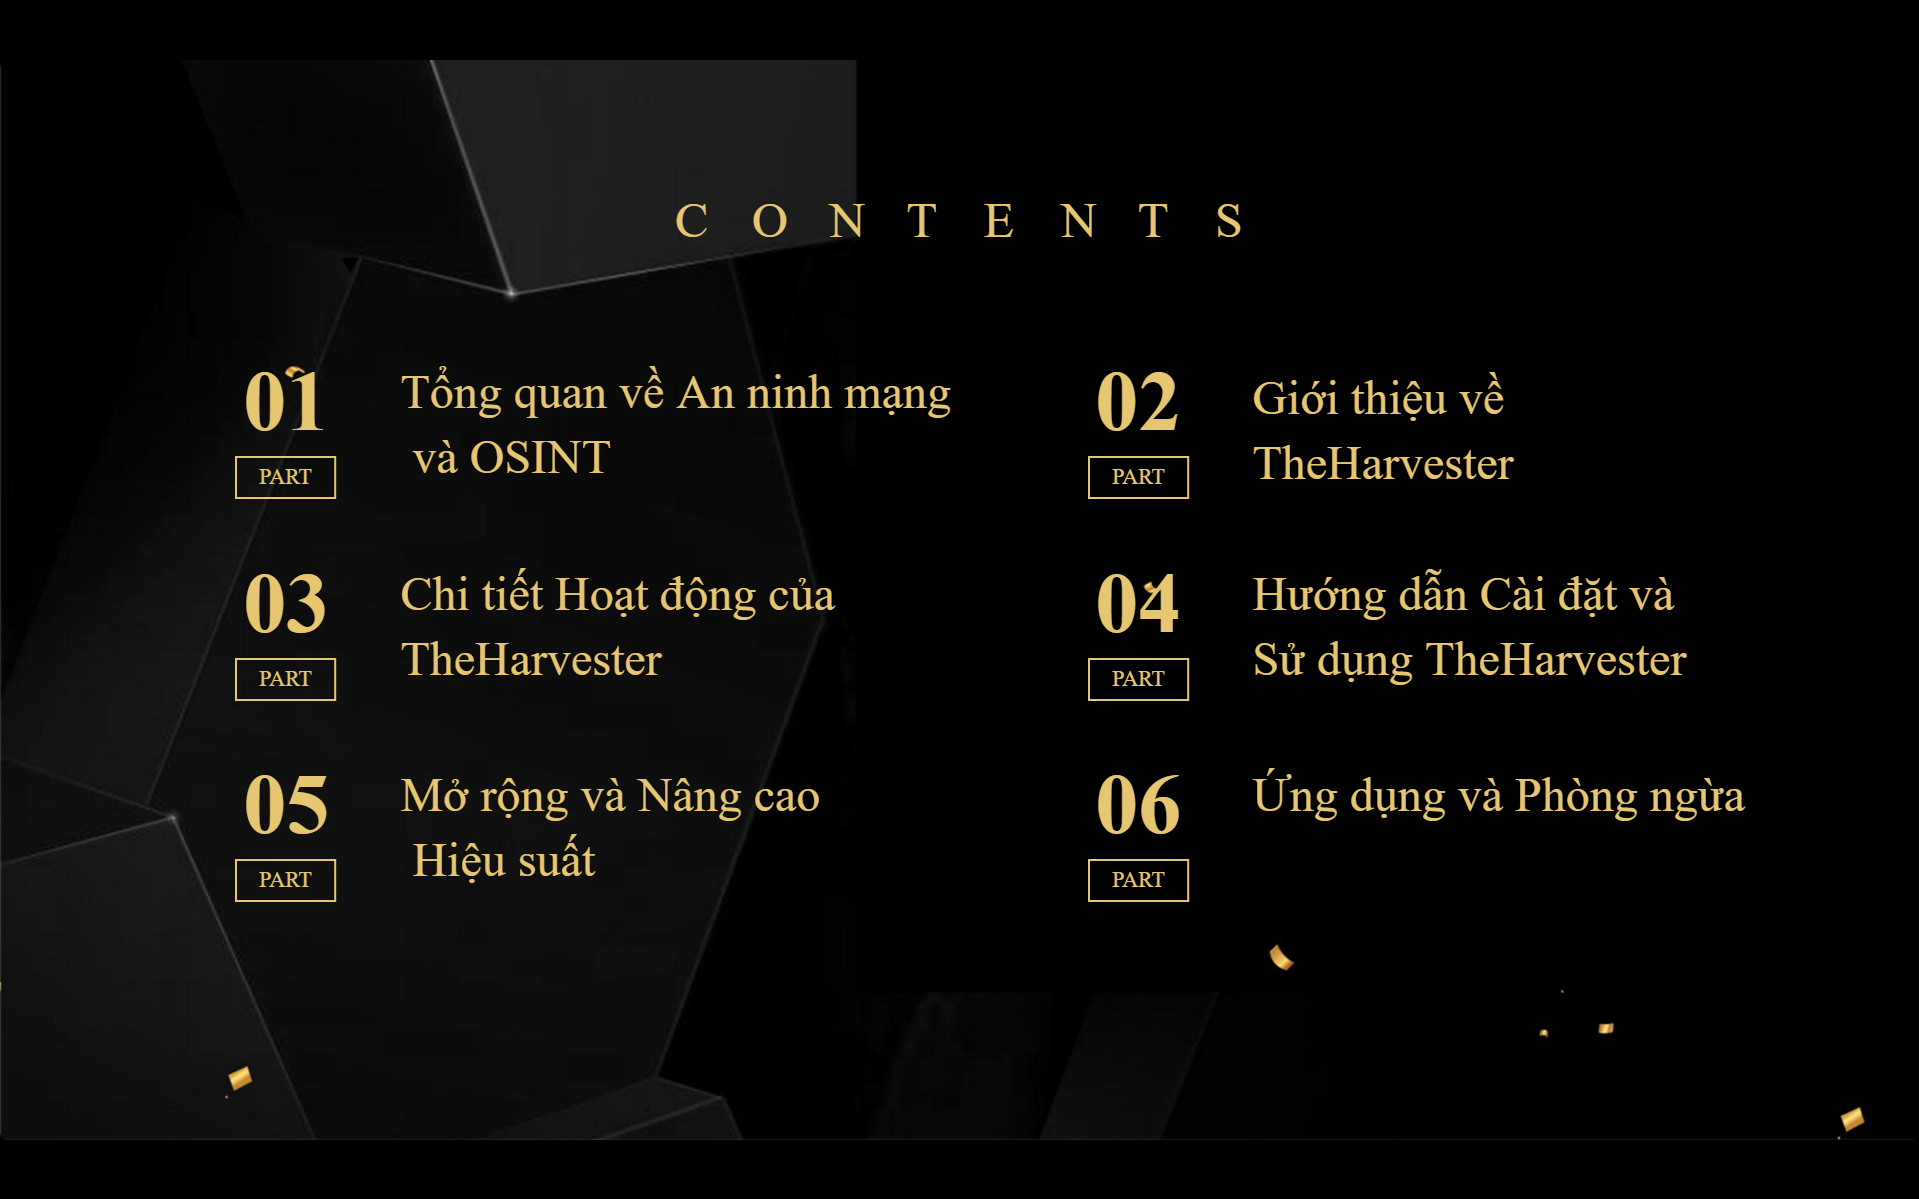 CONTENTS
01
PART
Tổng quan về An ninh mạng
và OSINT
02
PART
Giới thiệu về
TheHarvester
03
PART
Chi tiết Hoạt động của
TheHarvester
04
PART
Hướng dẫn Cài đặt và
Sử dụng TheHarvester
05
PART
Mở rộng và Nâng cao
Hiệu suất
06
PART
Ứng dụng và Phòng ngừa